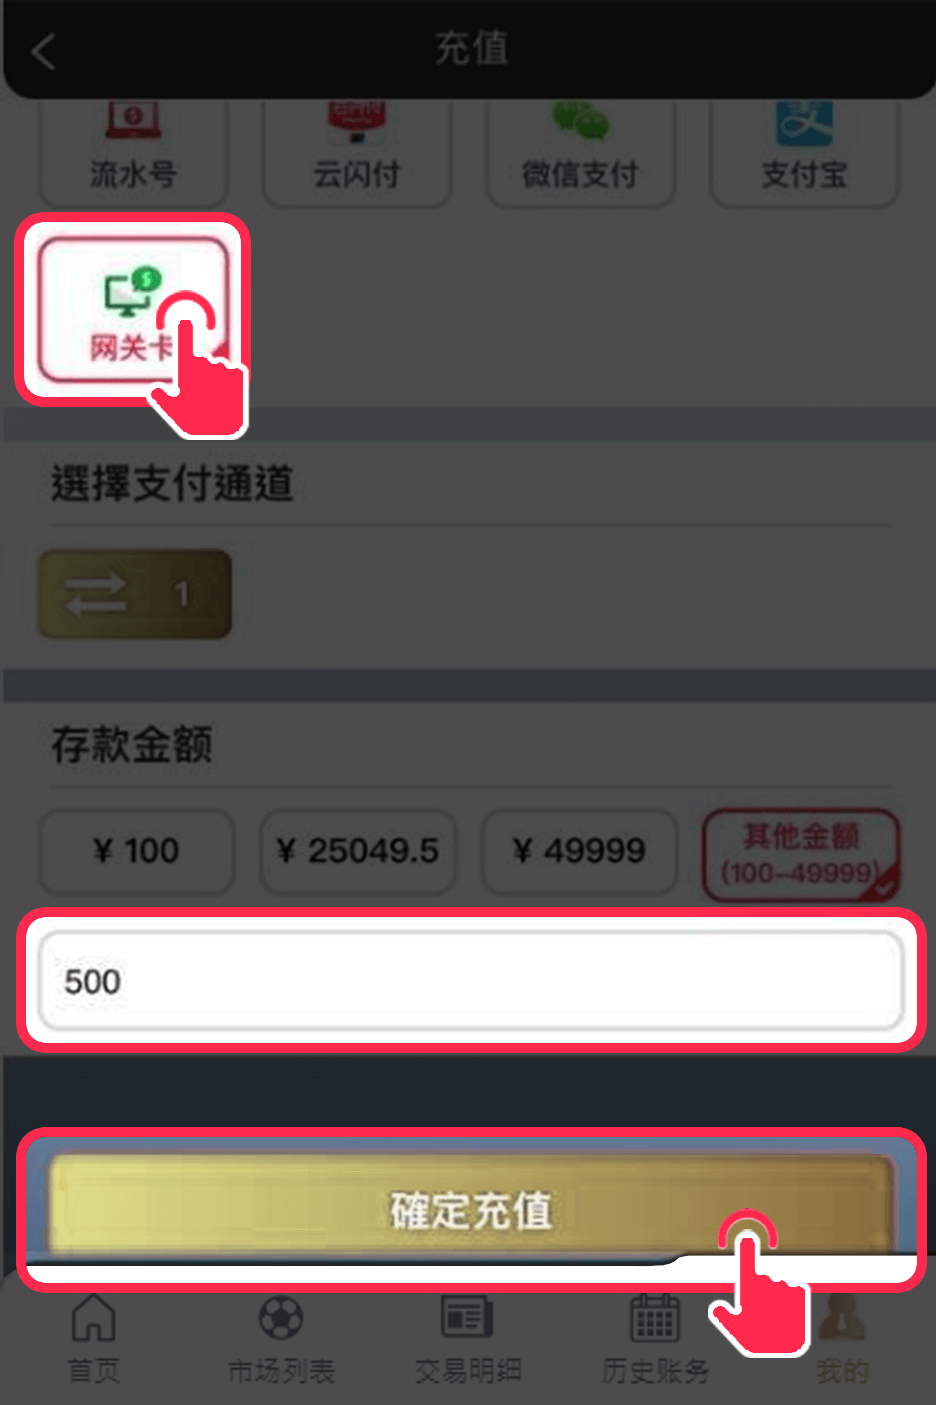 充值
流水号
云闪付
微信支付
支付宝
网关卡
選擇支付通道
1
存款金额
¥ 100
¥ 25049.5
¥ 49999
其他金额
(100-49999)
500
確定充值
首页
市场列表
交易明细
历史账务
我的